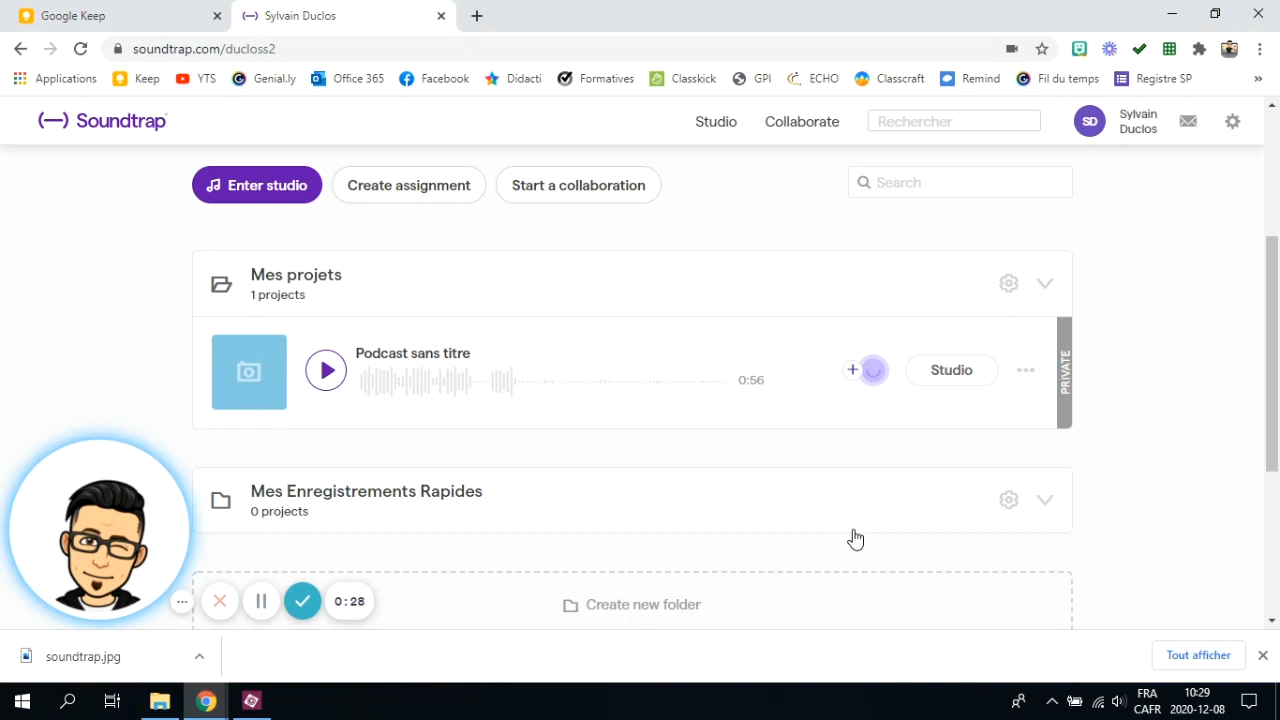 Google Keep
Sylvain Duclos
soundtrap.com/ducloss2
Applications
Keep
YTS
Genial.ly
Office 365
Facebook
Didacti
Formatives
Classkick
GPI
ECHO
Classcraft
Remind
Fil du temps
Registre SP
»
(—) Soundtrap
Studio
Collaborate
Rechercher
SD
Sylvain
Duclos
Enter studio
Create assignment
Start a collaboration
Search
Mes projets
1 projects
Podcast sans titre
0:56
+
Studio
PRIVATE
Mes Enregistrements Rapides
0 projects
0:28
Create new folder
soundtrap.jpg
Tout afficher
FRA
CAFR
10:29
2020-12-08